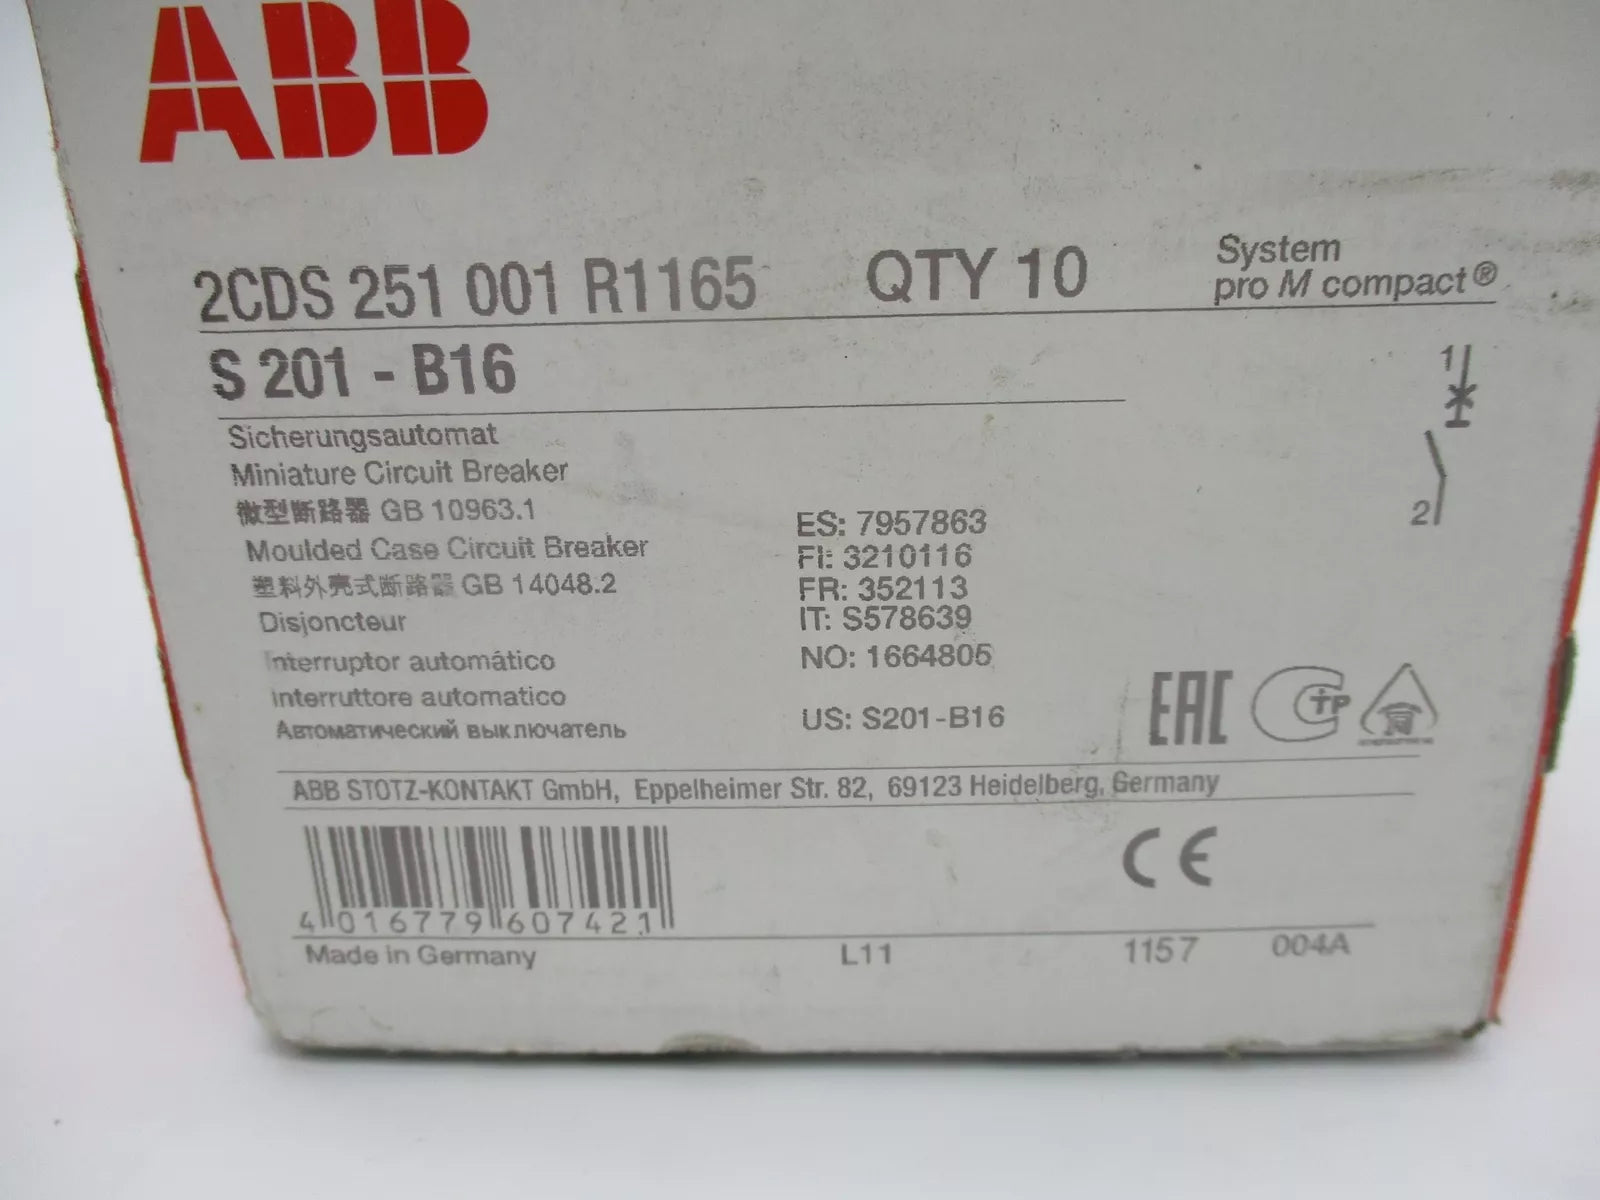 ABB
2CDS 251 001 R1165 QTY 10
System
pro M compact®
S 201 - B16
1
2
Sicherungsautomat
Miniature Circuit Breaker
微型断路器 GB 10963.1
Moulded Case Circuit Breaker
塑料外壳式断路器 GB 14048.2
Disjoncteur
Interruptor automático
Interruttore automatico
Автоматический выключатель
ES: 7957863
FI: 3210116
FR: 352113
IT: S578639
NO: 1664805
US: S201-B16
EAC
ABB STOTZ-KONTAKT GmbH, Eppelheimer Str. 82, 69123 Heidelberg, Germany
CE
4 016779 607421
Made in Germany L11 1157 004A